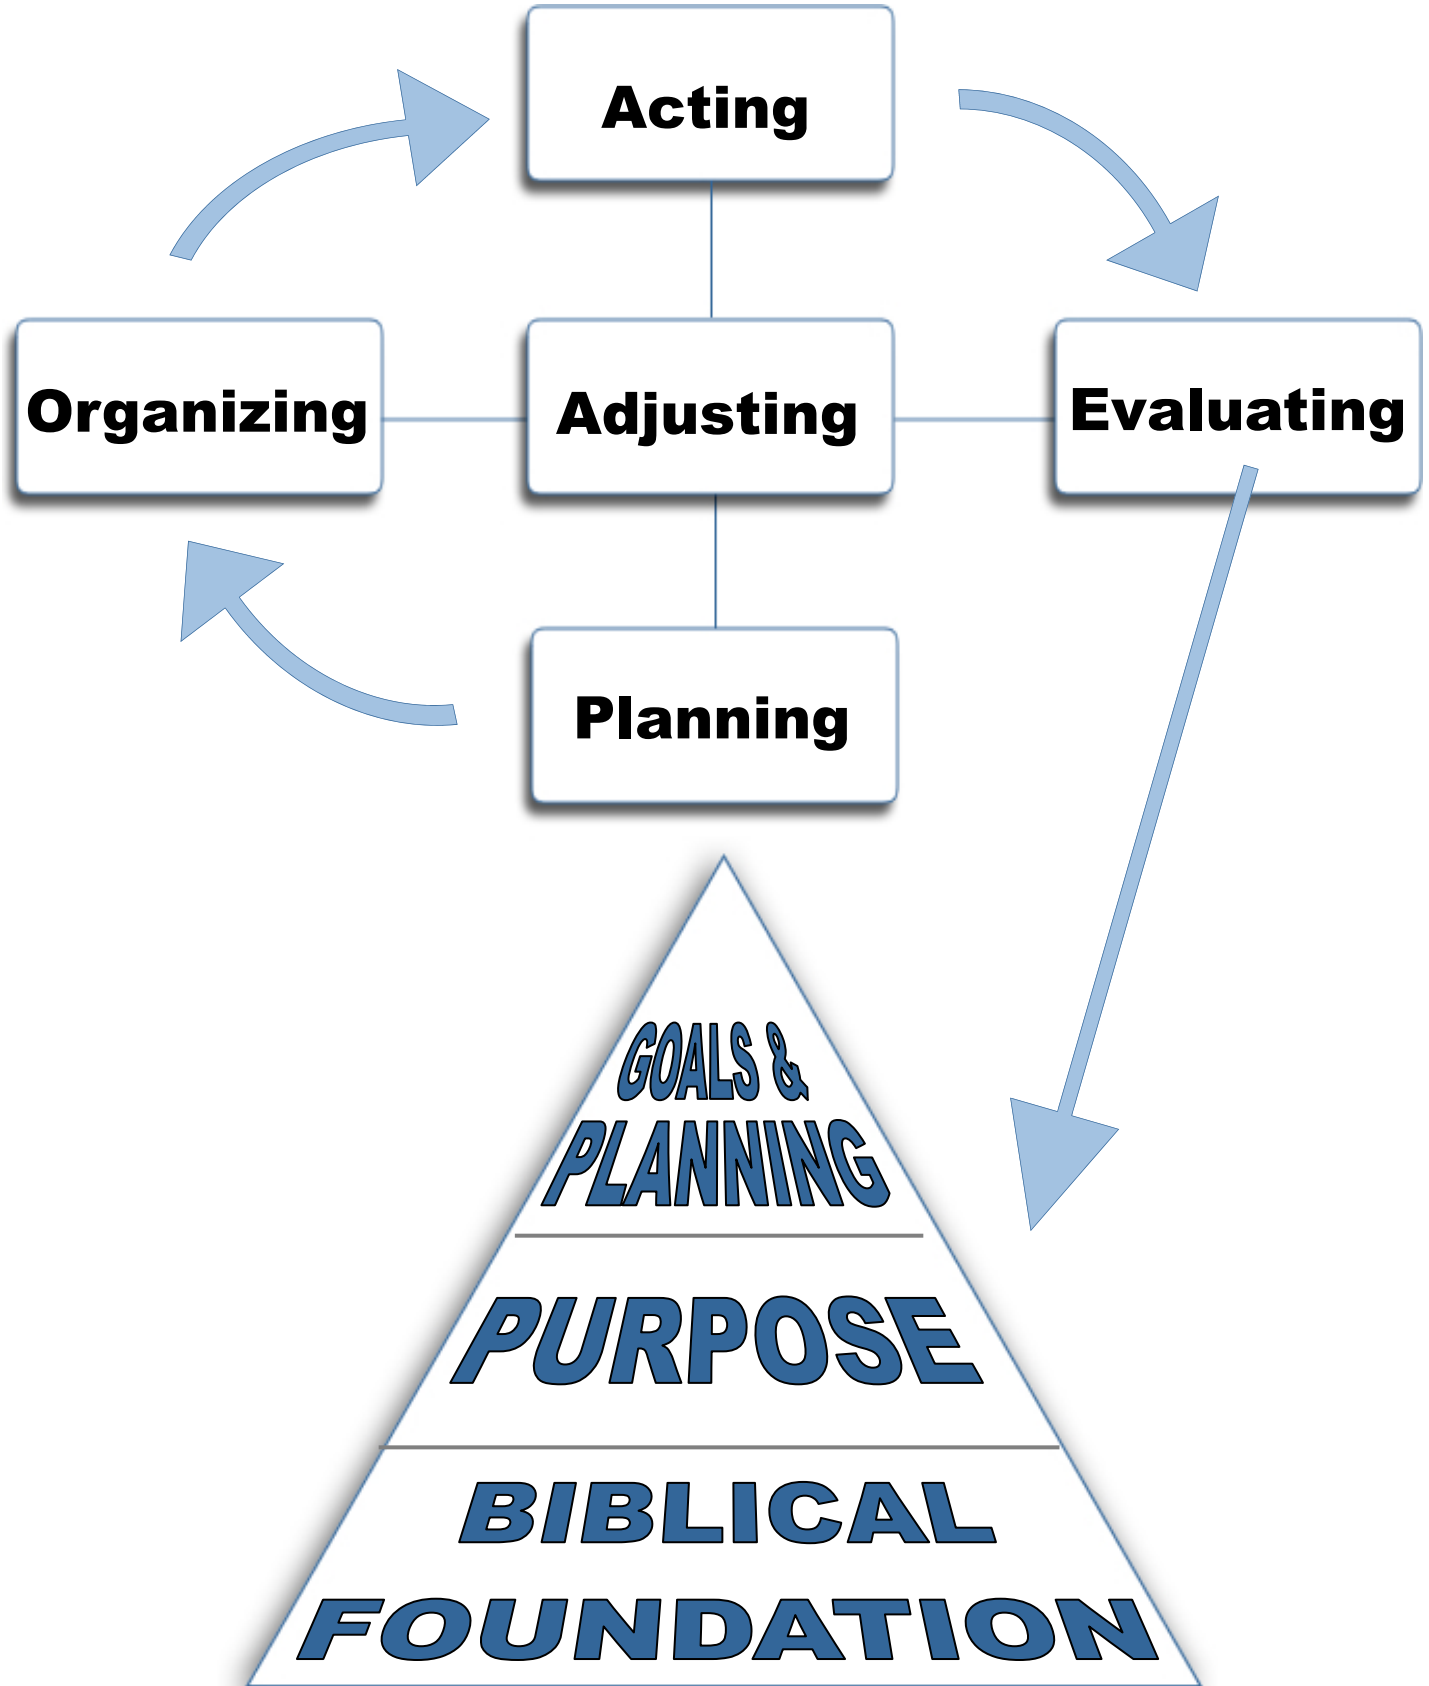 Acting
Organizing
Adjusting
Evaluating
Planning
GOALS &
PLANNING
PURPOSE
BIBLICAL
FOUNDATION